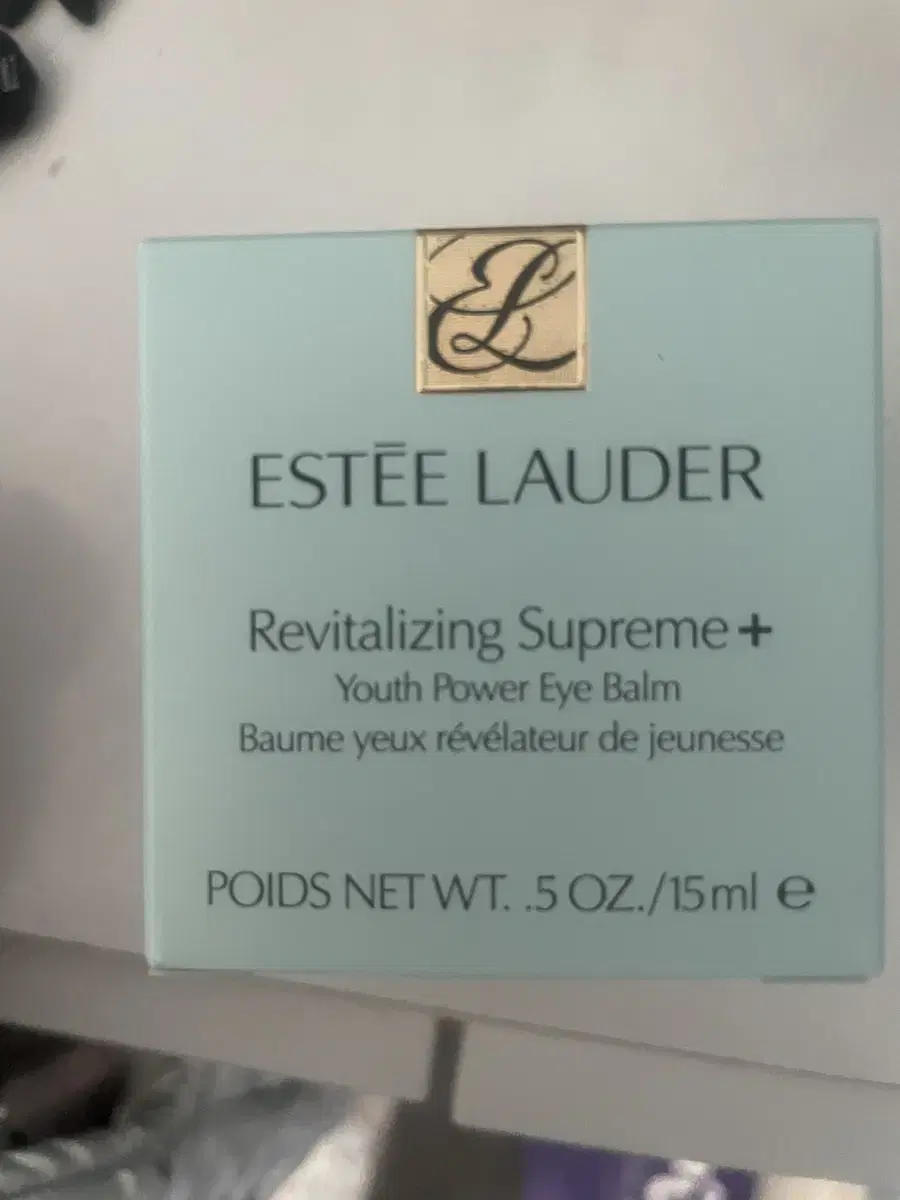 EL
ESTĒE LAUDER
Revitalizing Supreme+
Youth Power Eye Balm
Baume yeux révélateur de jeunesse
POIDS NET WT. .5 OZ./15ml e